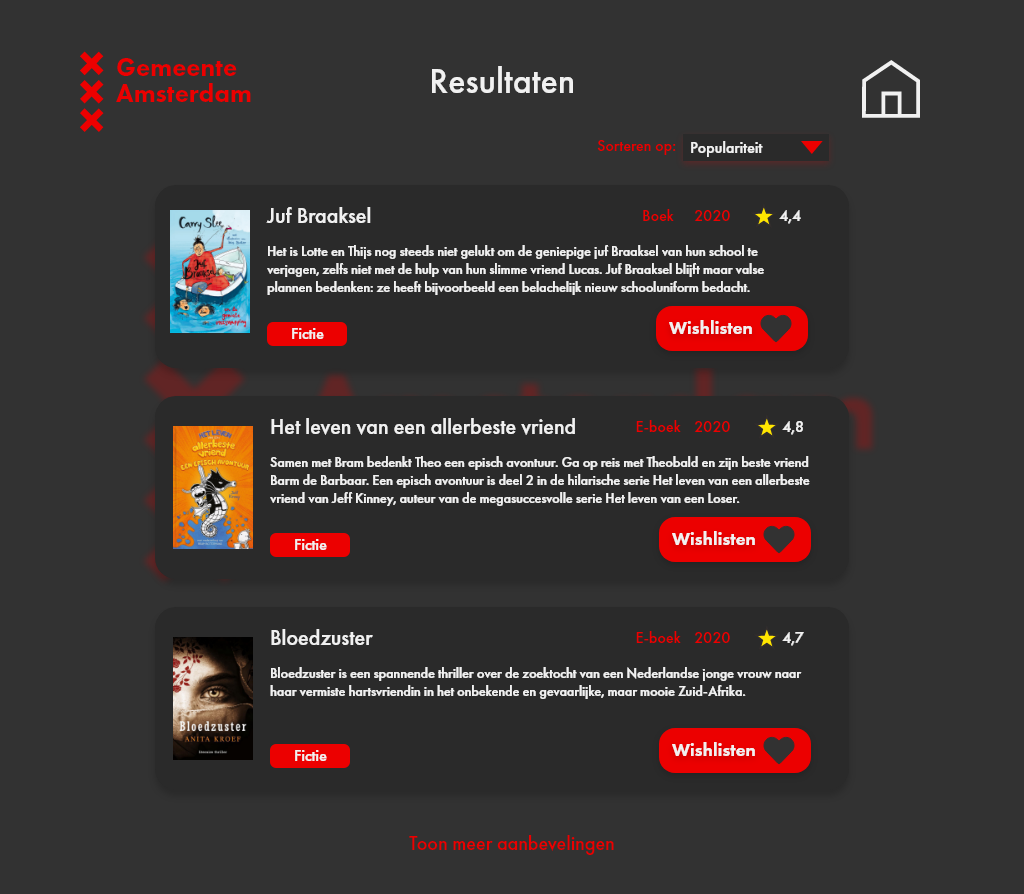 Gemeente
Amsterdam
Resultaten
Sorteren op: Populariteit
Carry Slee
Juf
Braaksel
Juf Braaksel
Boek 2020 4,4
Het is Lotte en Thijs nog steeds niet gelukt om de geniepige juf Braaksel van hun school te
verjagen, zelfs niet met de hulp van hun slimme vriend Lucas. Juf Braaksel blijft maar valse
plannen bedenken: ze heeft bijvoorbeeld een belachelijk nieuw schooluniform bedacht.
Fictie
Wishlisten
HET LEVEN
allerbeste
vriend
EEN EPISCH AVONTUUR
Het leven van een allerbeste vriend
E-boek 2020 4,8
Samen met Bram bedenkt Theo een episch avontuur. Ga op reis met Theobald en zijn beste vriend
Barm de Barbaar. Een episch avontuur is deel 2 in de hilarische serie Het leven van een allerbeste
vriend van Jeff Kinney, auteur van de megasuccesvolle serie Het leven van een Loser.
Fictie
Wishlisten
Bloedzuster
ANITA KROEF
Bloedzuster
E-boek 2020 4,7
Bloedzuster is een spannende thriller over de zoektocht van een Nederlandse jonge vrouw naar
haar vermiste hartsvriendin in het onbekende en gevaarlijke, maar mooie Zuid-Afrika.
Fictie
Wishlisten
Toon meer aanbevelingen